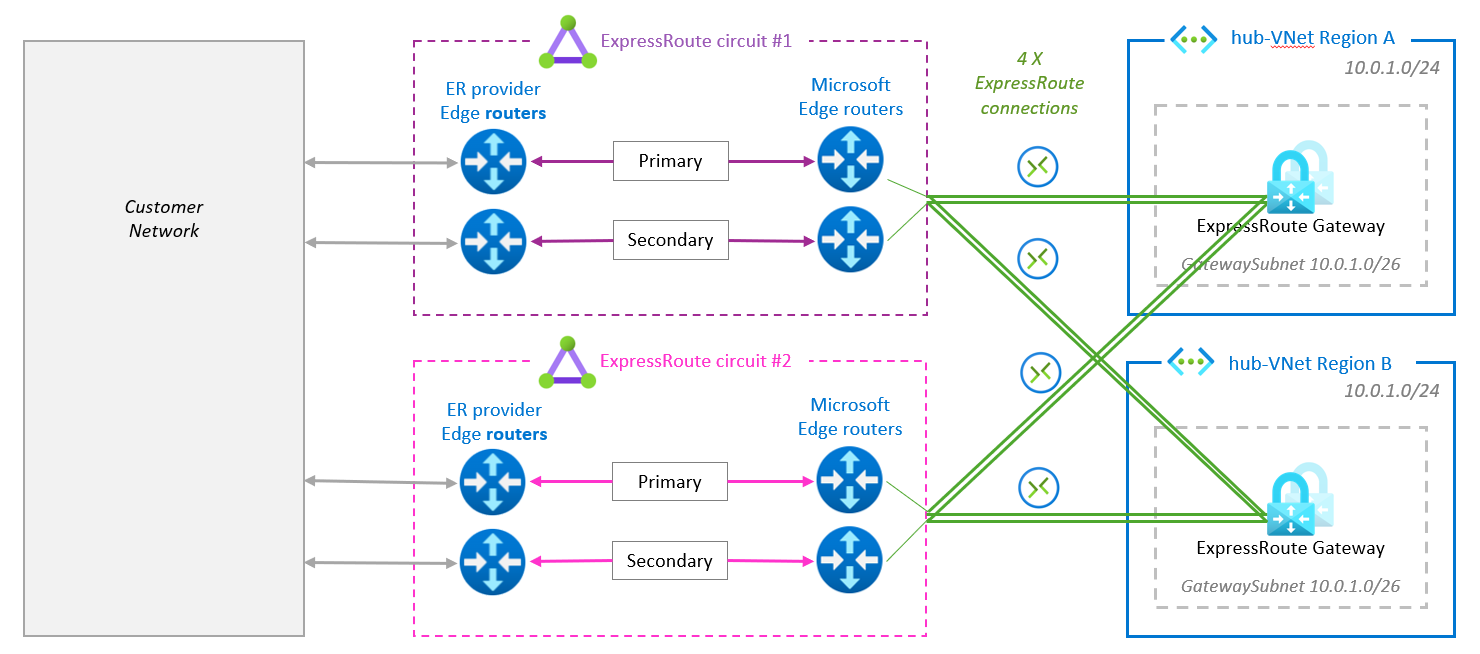 Customer
Network
ExpressRoute circuit #1
ER provider
Edge routers
Microsoft
Edge routers
Primary
Secondary
4 X
ExpressRoute
connections
hub-VNet Region A
10.0.1.0/24
ExpressRoute Gateway
GatewaySubnet 10.0.1.0/26
ExpressRoute circuit #2
ER provider
Edge routers
Microsoft
Edge routers
Primary
Secondary
hub-VNet Region B
10.0.1.0/24
ExpressRoute Gateway
GatewaySubnet 10.0.1.0/26